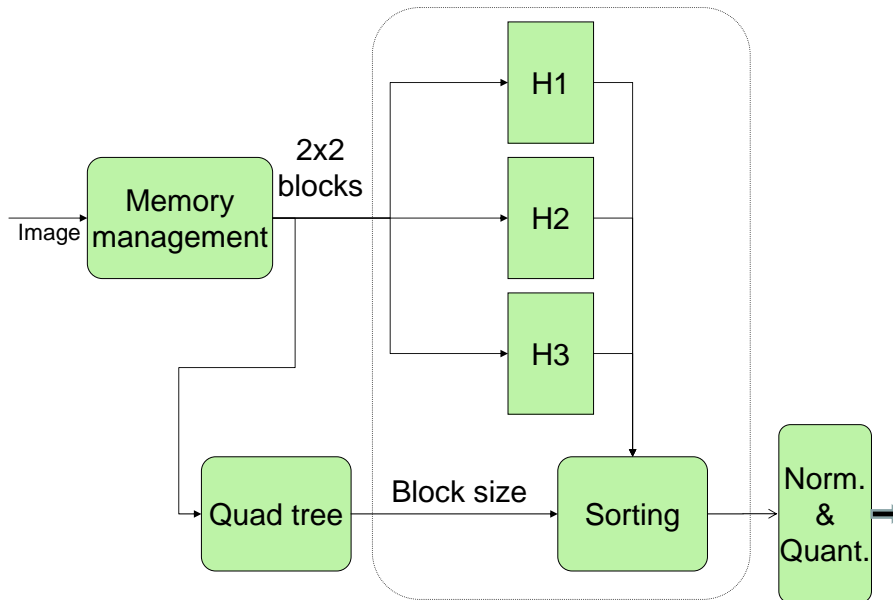 H1
2x2
blocks
Memory
management
Image
H2
H3
Quad tree
Block size
Sorting
Norm.
&
Quant.